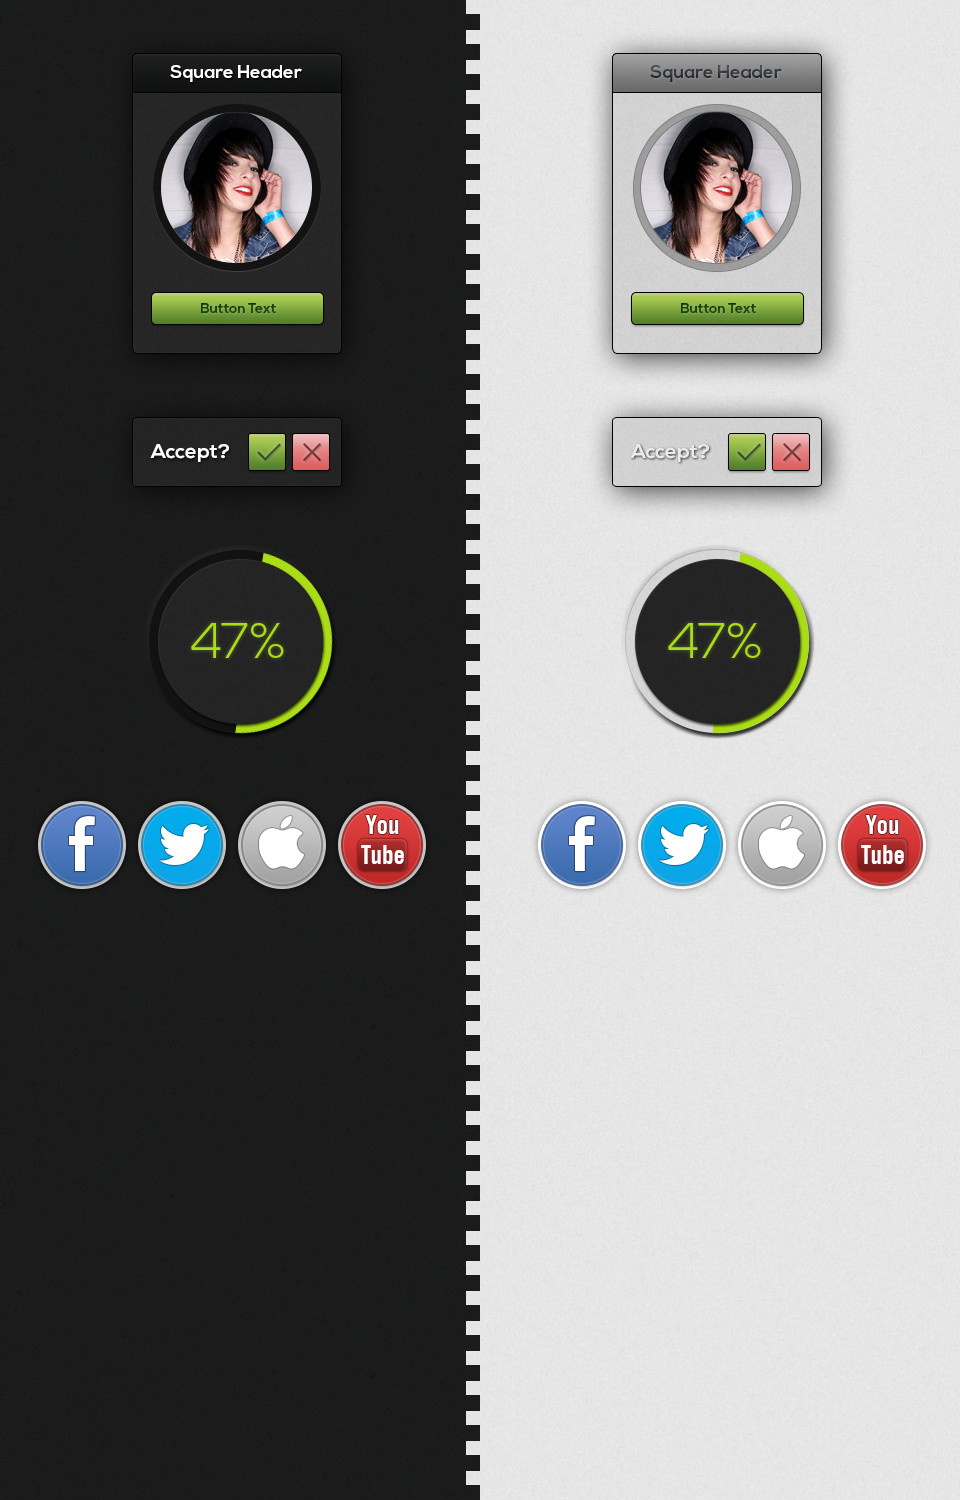 Square Header
Button Text
Accept?
47%
f
You
Tube
Square Header
Button Text
Accept?
47%
f
You
Tube